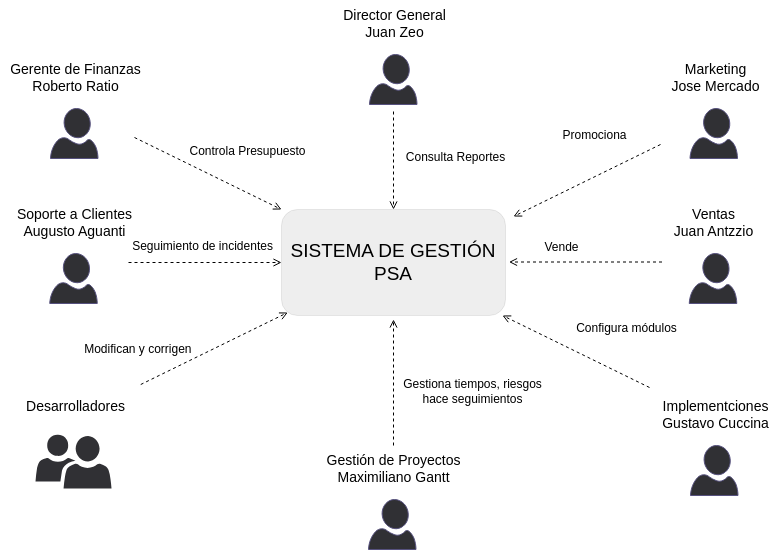 Director General
Juan Zeo
Gerente de Finanzas
Roberto Ratio
Marketing
Jose Mercado
Controla Presupuesto
Consulta Reportes
Promociona
Soporte a Clientes
Augusto Aguanti
Seguimiento de incidentes
SISTEMA DE GESTIÓN
PSA
Vende
Ventas
Juan Antzzio
Modifican y corrigen
Configura módulos
Desarrolladores
Gestiona tiempos, riesgos
hace seguimientos
Implementciones
Gustavo Cuccina
Gestión de Proyectos
Maximiliano Gantt